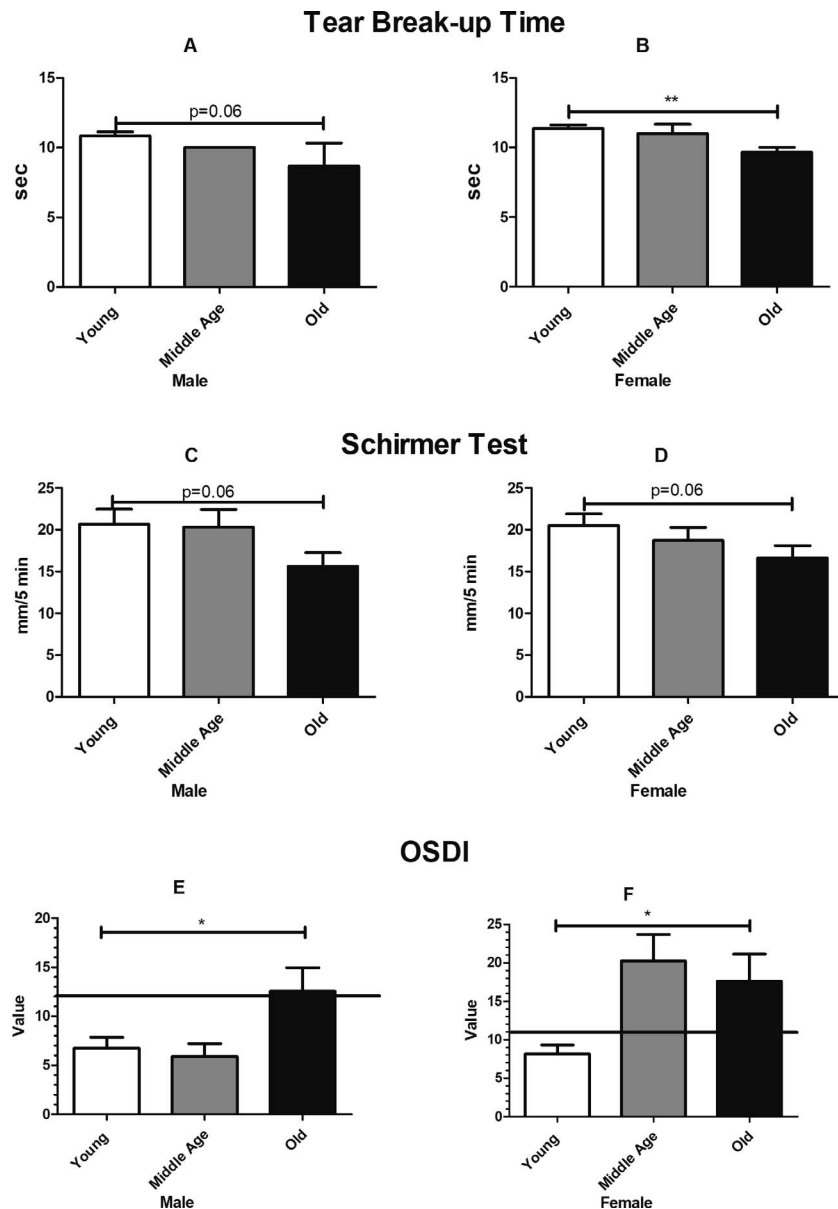 Tear Break-up Time
A
B
15
10
5
0
sec
p=0.06
Young
Middle Age
Old
Male
15
10
5
0
sec
**
Young
Middle Age
Old
Female
Schirmer Test
C
D
25
20
15
10
5
0
mm/5 min
p=0.06
Young
Middle Age
Old
Male
25
20
15
10
5
0
mm/5 min
p=0.06
Young
Middle Age
Old
Female
OSDI
E
F
20
15
10
5
0
Value
*
Young
Middle Age
Old
Male
25
20
15
10
5
0
Value
*
Young
Middle Age
Old
Female